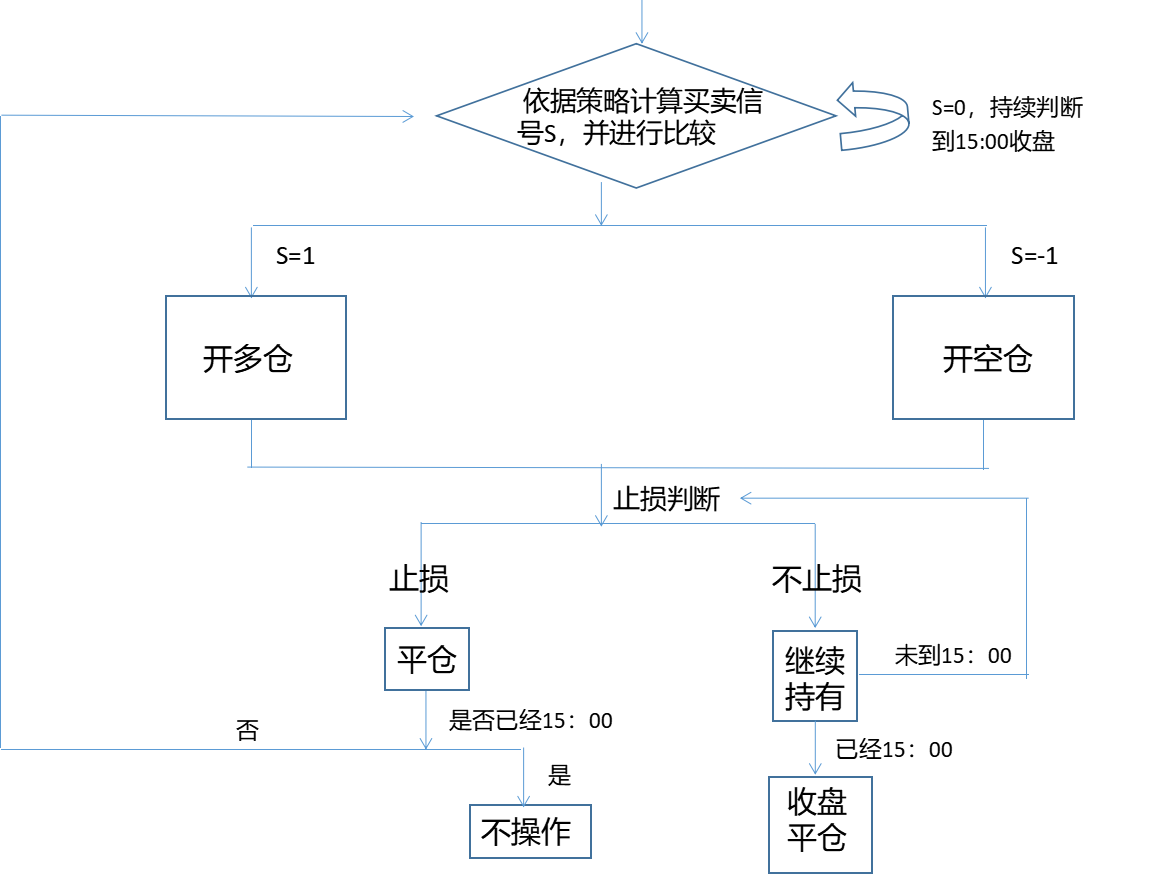 依据策略计算买卖信
号S，并进行比较
S=0，持续判断
到15:00收盘
S=1
S=-1
开多仓
开空仓
止损判断
止损
不止损
平仓
继续
持有
未到15：00
是否已经15：00
否
已经15：00
是
不操作
收盘
平仓